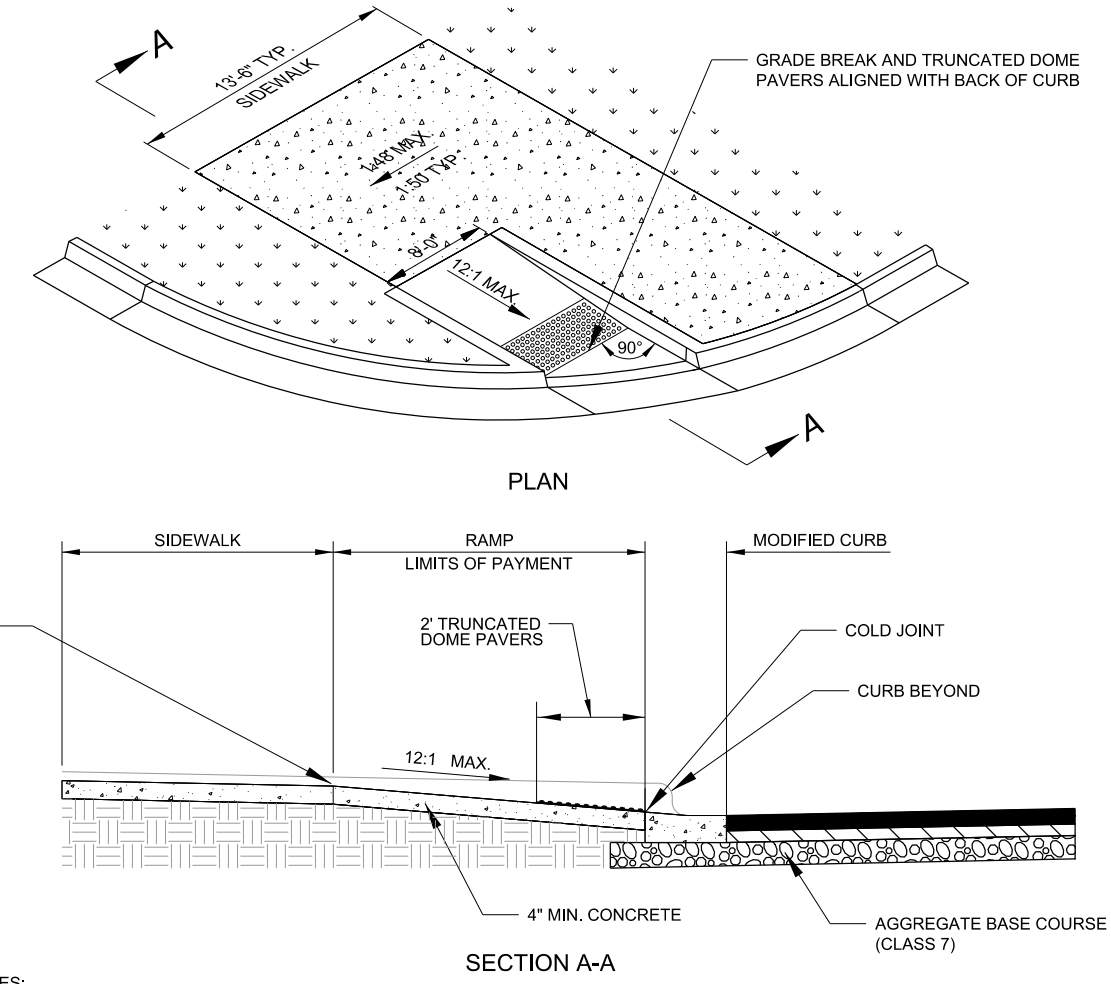 A
13'-6" TYP.
SIDEWALK
GRADE BREAK AND TRUNCATED DOME
PAVERS ALIGNED WITH BACK OF CURB
1:48 MAX.
1:50 TYP.
8'-0"
12:1 MAX.
90°
A
PLAN
SIDEWALK
RAMP
LIMITS OF PAYMENT
MODIFIED CURB
2' TRUNCATED
DOME PAVERS
COLD JOINT
CURB BEYOND
12:1 MAX.
4" MIN. CONCRETE
AGGREGATE BASE COURSE
(CLASS 7)
SECTION A-A
ES: